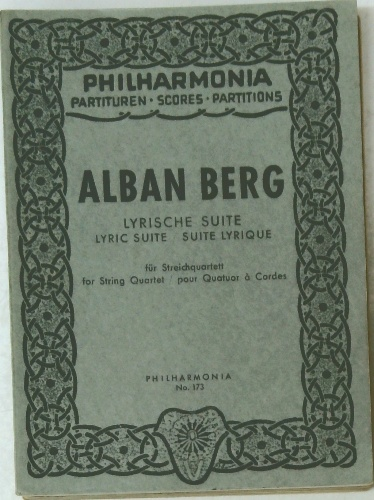 PHILHARMONIA
PARTITUREN · SCORES · PARTITIONS
ALBAN BERG
LYRISCHE SUITE
LYRIC SUITE / SUITE LYRIQUE
für Streichquartett
for String Quartet / pour Quatuor à Cordes
PHILHARMONIA
No. 173